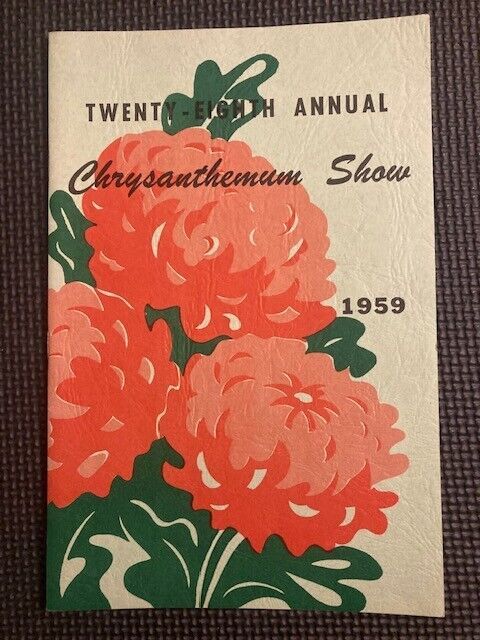 TWENTY-EIGHTH ANNUAL
Chrysanthemum Show
1959